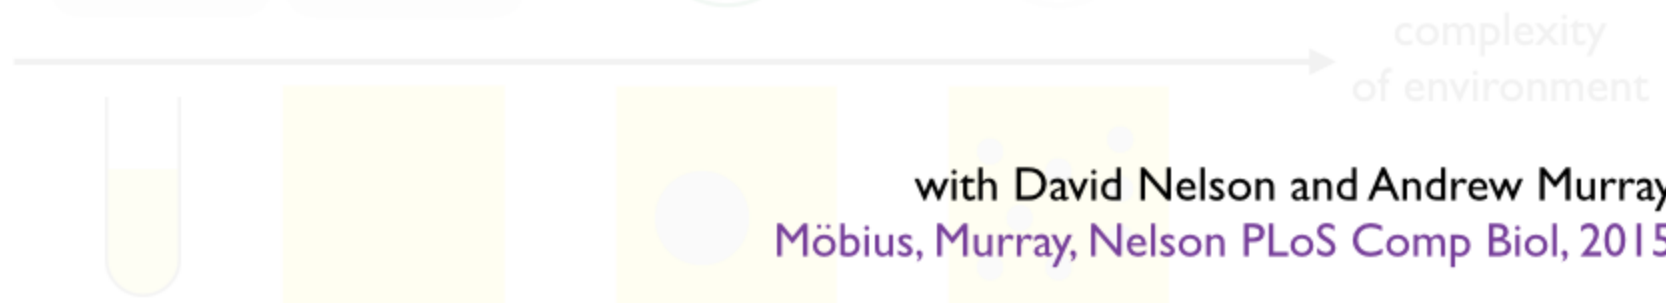 complexity
of environment
with David Nelson and Andrew Murray
Möbius, Murray, Nelson PLoS Comp Biol, 2015